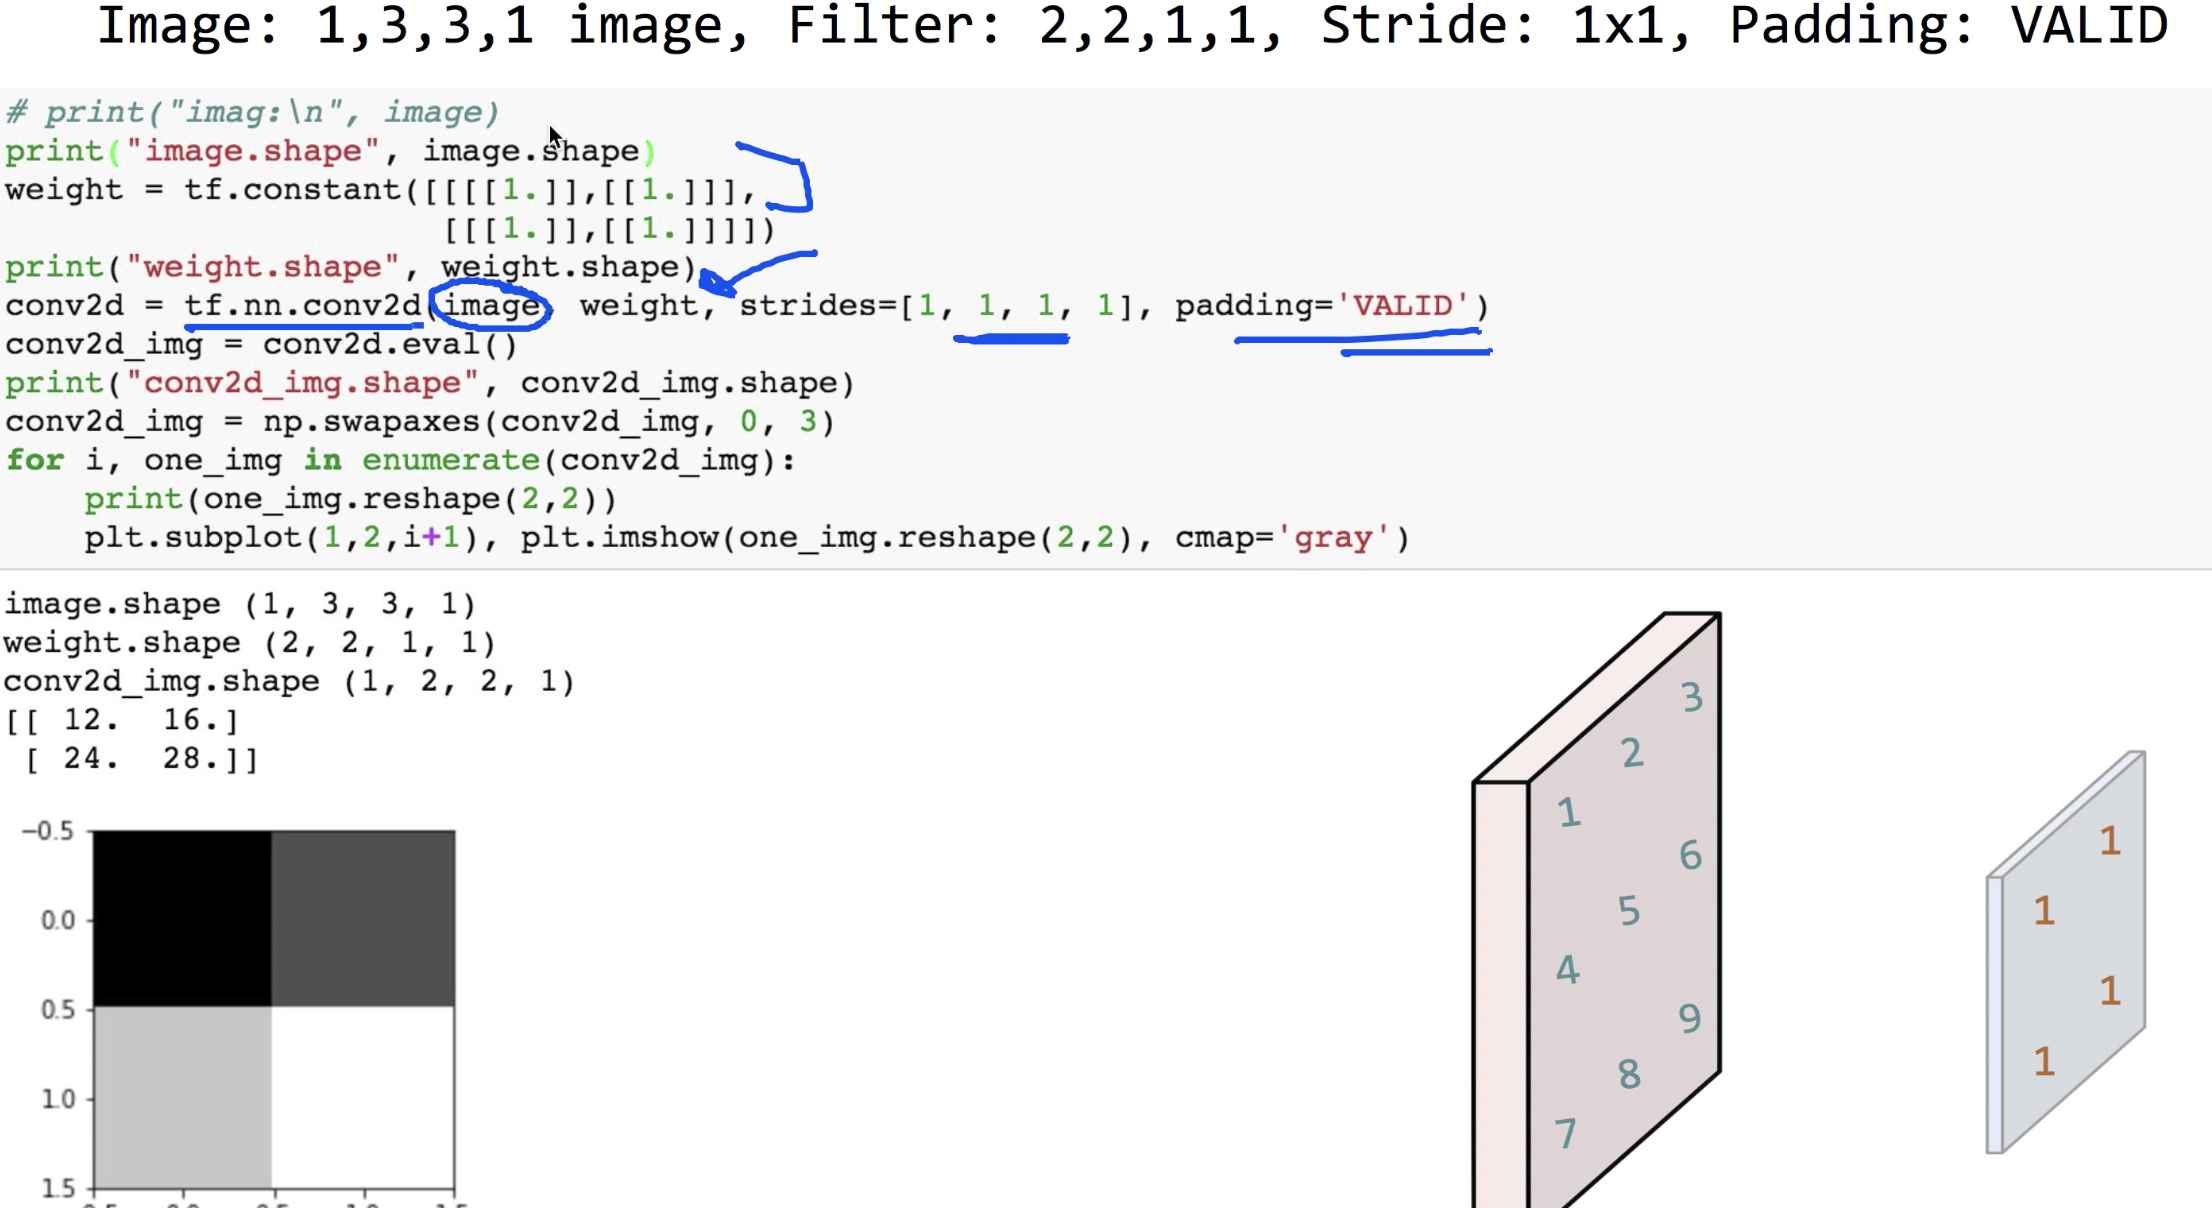 Image: 1,3,3,1 image, Filter: 2,2,1,1, Stride: 1x1, Padding: VALID
# print("imag:\n", image)
print("image.shape", image.shape)
weight = tf.constant([[[[1.]],[[1.]]],
[[[1.]],[[1.]]]])
print("weight.shape", weight.shape)
conv2d = tf.nn.conv2d(image, weight, strides=[1, 1, 1, 1], padding='VALID')
conv2d_img = conv2d.eval()
print("conv2d_img.shape", conv2d_img.shape)
conv2d_img = np.swapaxes(conv2d_img, 0, 3)
for i, one_img in enumerate(conv2d_img):
    print(one_img.reshape(2,2))
    plt.subplot(1,2,i+1), plt.imshow(one_img.reshape(2,2), cmap='gray')
image.shape (1, 3, 3, 1)
weight.shape (2, 2, 1, 1)
conv2d_img.shape (1, 2, 2, 1)
[[ 12. 16.]
[ 24. 28.]]
−0.5
0.0
0.5
1.0
1.5
1 2 3
4 5 6
7 8 9
1 1
1 1